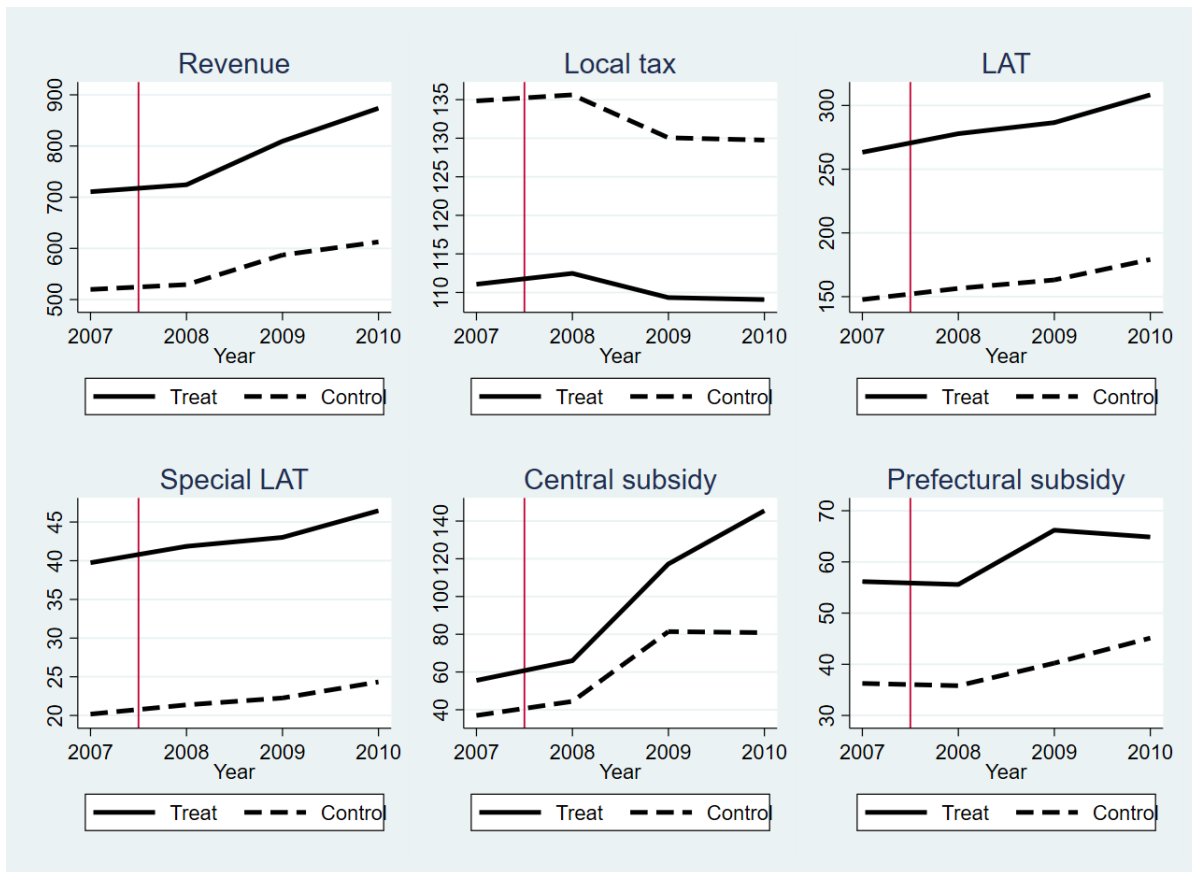 Revenue
900
800
700
600
500
2007 2008 2009 2010
Year
Treat Control
Local tax
135
130
125
120
115
110
2007 2008 2009 2010
Year
Treat Control
LAT
300
250
200
150
2007 2008 2009 2010
Year
Treat Control
Special LAT
45
40
35
30
25
20
2007 2008 2009 2010
Year
Treat Control
Central subsidy
140
120
100
80
60
40
2007 2008 2009 2010
Year
Treat Control
Prefectural subsidy
70
60
50
40
30
2007 2008 2009 2010
Year
Treat Control